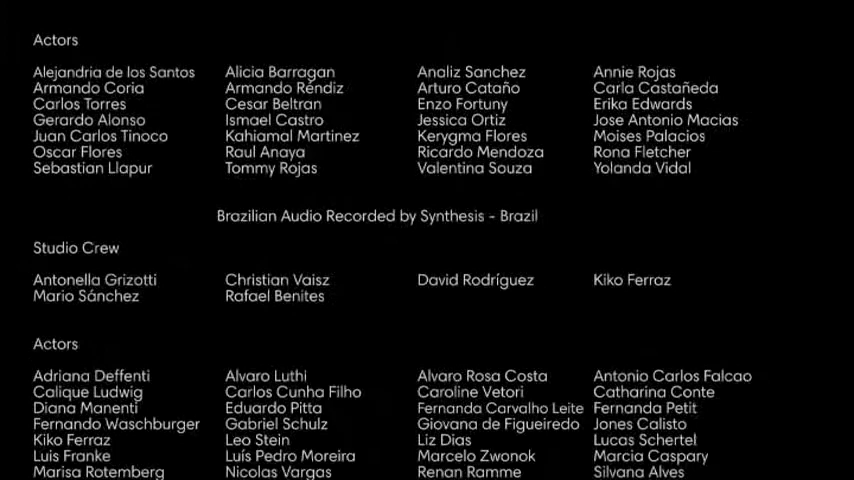 Actors
Alejandria de los Santos Alicia Barragan Analiz Sanchez Annie Rojas
Armando Coria Armando Réndiz Arturo Cataño Carla Castañeda
Carlos Torres Cesar Beltran Enzo Fortuny Erika Edwards
Gerardo Alonso Ismael Castro Jessica Ortiz Jose Antonio Macias
Juan Carlos Tinoco Kahiamal Martinez Kerygma Flores Moises Palacios
Oscar Flores Raul Anaya Ricardo Mendoza Rona Fletcher
Sebastian Llapur Tommy Rojas Valentina Souza Yolanda Vidal
Brazilian Audio Recorded by Synthesis - Brazil
Studio Crew
Antonella Grizotti Christian Vaisz David Rodríguez Kiko Ferraz
Mario Sánchez Rafael Benites
Actors
Adriana Deffenti Alvaro Luthi Alvaro Rosa Costa Antonio Carlos Falcao
Calique Ludwig Carlos Cunha Filho Caroline Vetori Catharina Conte
Diana Manenti Eduardo Pitta Fernanda Carvalho Leite Fernanda Petit
Fernando Waschburger Gabriel Schulz Giovana de Figueiredo Jones Calisto
Kiko Ferraz Leo Stein Liz Dias Lucas Schertel
Luis Franke Luís Pedro Moreira Marcelo Zwonok Marcia Caspary
Marisa Rotemberg Nicolas Vargas Renan Ramme Silvana Alves